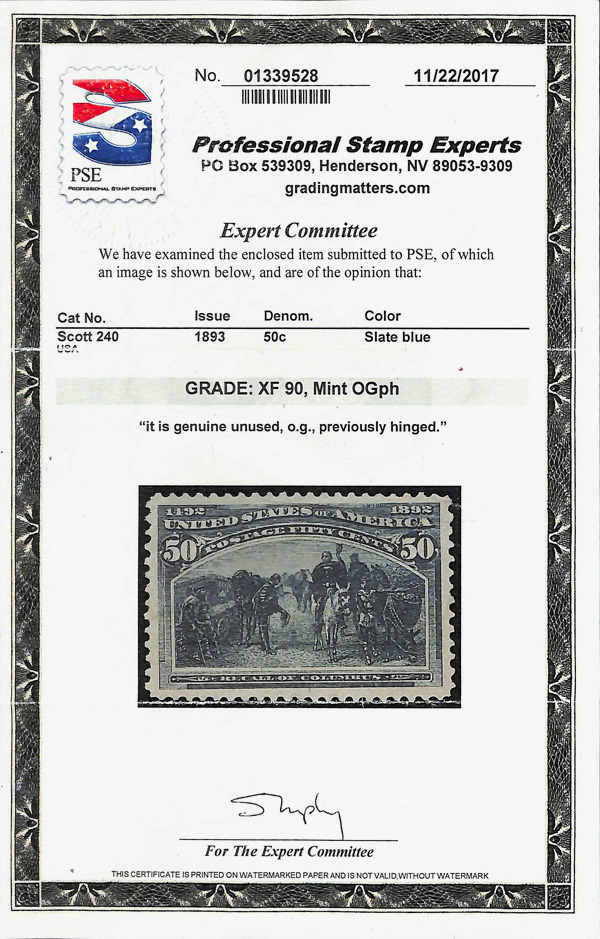 No. 01339528 11/22/2017
PSE
PROFESSIONAL STAMP EXPERTS
Professional Stamp Experts
PO Box 539309, Henderson, NV 89053-9309
gradingmatters.com
Expert Committee
We have examined the enclosed item submitted to PSE, of which
an image is shown below, and are of the opinion that:
Cat No. Issue Denom. Color
Scott 240 1893 50c Slate blue
USA
GRADE: XF 90, Mint OGph
“it is genuine unused, o.g., previously hinged.”
1492 1892
UNITED STATES OF AMERICA
50 POSTAGE FIFTY CENTS 50
RECALL OF COLUMBUS
For The Expert Committee
THIS CERTIFICATE IS PRINTED ON WATERMARKED PAPER AND IS NOT VALID WITHOUT WATERMARK